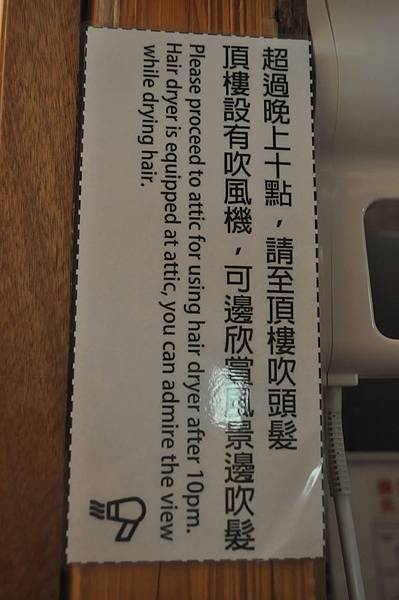 超過晚上十點，請至頂樓吹頭髮
頂樓設有吹風機，可邊欣賞風景邊吹髮
Please proceed to attic for using hair dryer after 10pm.
Hair dryer is equipped at attic, you can admire the view
while drying hair.